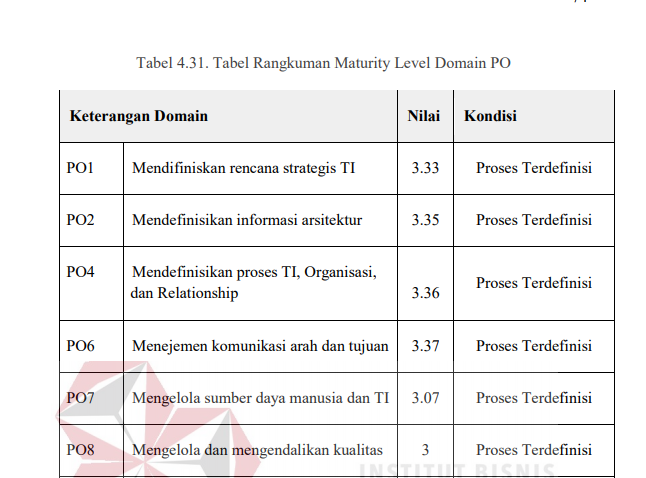 Tabel 4.31. Tabel Rangkuman Maturity Level Domain PO
Keterangan Domain Nilai Kondisi
PO1 Mendifiniskan rencana strategis TI 3.33 Proses Terdefinisi
PO2 Mendefinisikan informasi arsitektur 3.35 Proses Terdefinisi
PO4 Mendefinisikan proses TI, Organisasi,
dan Relationship 3.36 Proses Terdefinisi
PO6 Menejemen komunikasi arah dan tujuan 3.37 Proses Terdefinisi
PO7 Mengelola sumber daya manusia dan TI 3.07 Proses Terdefinisi
PO8 Mengelola dan mengendalikan kualitas 3 Proses Terdefinisi
INSTITUT BISNIS